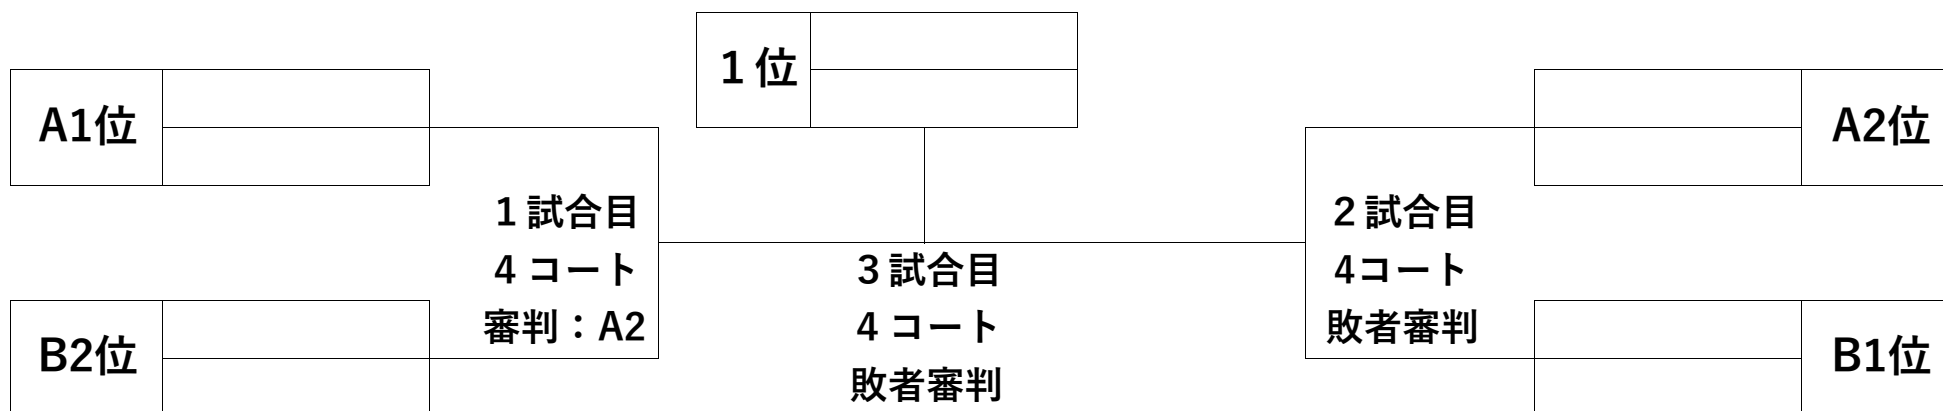 1位
A1位
A2位
1試合目
4 コート
審判：A2
2 試合目
4コート
敗者審判
3 試合目
4 コート
敗者審判
B2位
B1位